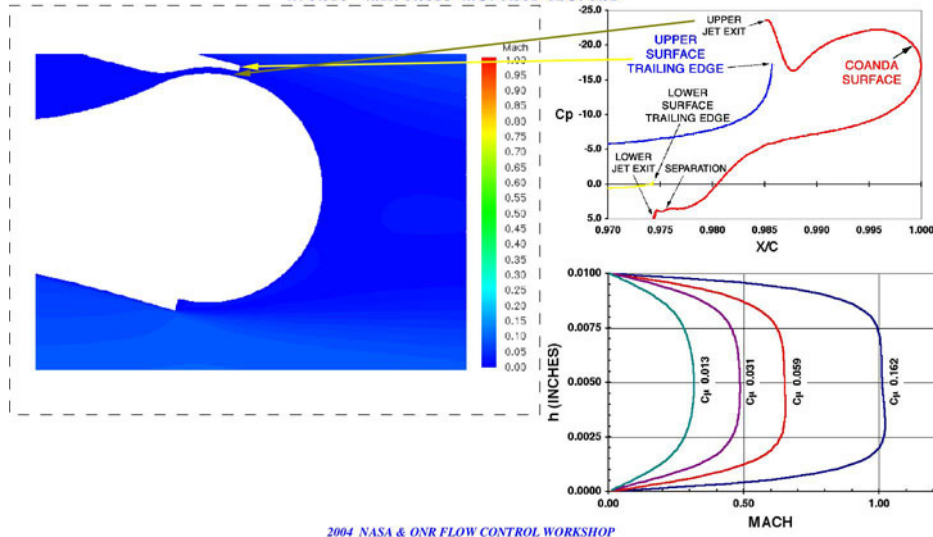 Mach
1.00
0.95
0.90
0.85
0.80
0.75
0.70
0.65
0.60
0.55
0.50
0.45
0.40
0.35
0.30
0.25
0.20
0.15
0.10
0.05
0.00
-25.0
-20.0
-15.0
-10.0
-5.0
0.0
5.0
Cp
UPPER
JET EXIT
UPPER
SURFACE
TRAILING EDGE
LOWER
SURFACE
TRAILING EDGE
COANDA
SURFACE
LOWER
JET EXIT
SEPARATION
0.970 0.975 0.980 0.985 0.990 0.995 1.000
X/C
0.0100
0.0075
0.0050
0.0025
0.0000
h (INCHES)
Cμ 0.013
Cμ 0.031
Cμ 0.059
Cμ 0.162
0.00 0.50 1.00
MACH
2004 NASA & ONR FLOW CONTROL WORKSHOP